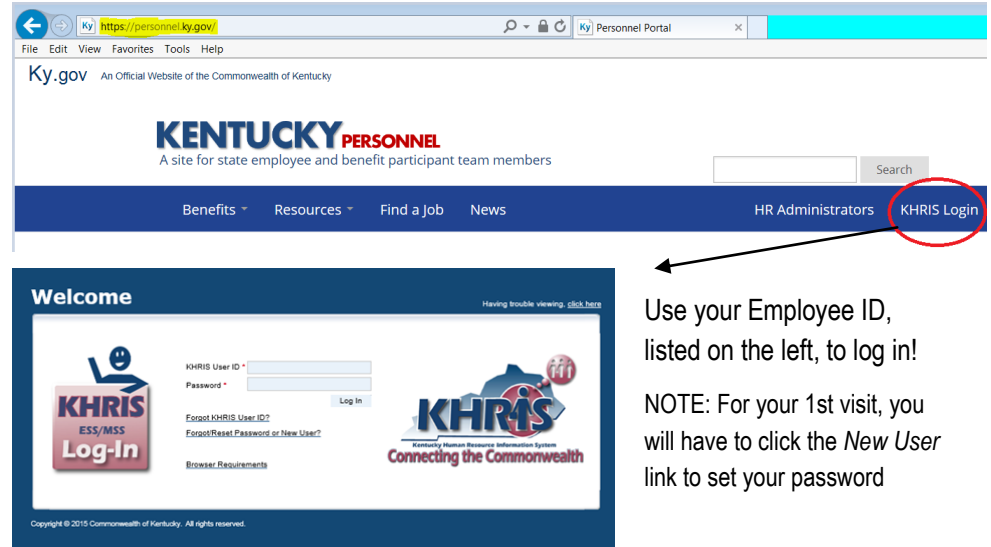 Ky https://personnel.ky.gov/
Ky Personnel Portal ×
File Edit View Favorites Tools Help
Ky.gov An Official Website of the Commonwealth of Kentucky
KENTUCKY PERSONNEL
A site for state employee and benefit participant team members
Search
Benefits Resources Find a Job News HR Administrators KHRIS Login
Welcome
Having trouble viewing, click here
KHRIS
ESS/MSS
Log-In
KHRIS User ID *
Password *
Log In
Forgot KHRIS User ID?
Forgot/Reset Password or New User?
Browser Requirements
KHRIS
Kentucky Human Resource Information System
Connecting the Commonwealth
Copyright © 2015 Commonwealth of Kentucky. All rights reserved.
Use your Employee ID,
listed on the left, to log in!
NOTE: For your 1st visit, you
will have to click the New User
link to set your password